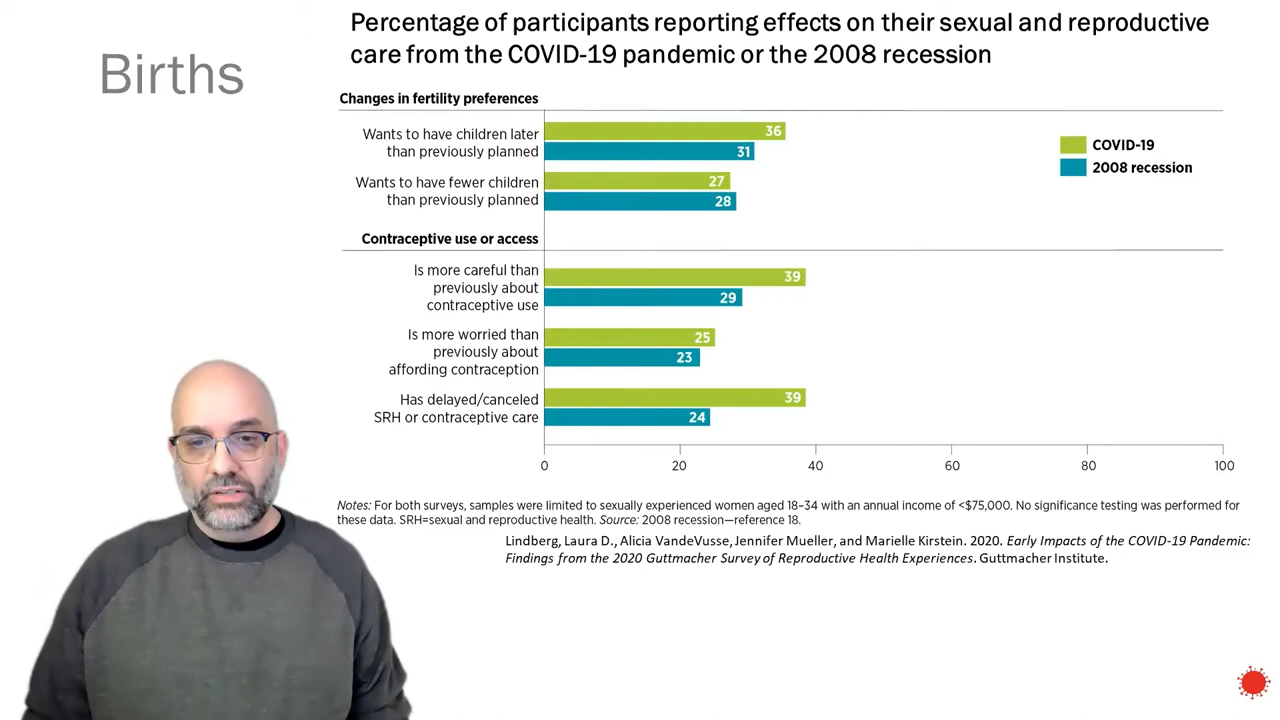 Births
Percentage of participants reporting effects on their sexual and reproductive
care from the COVID-19 pandemic or the 2008 recession
Changes in fertility preferences
Wants to have children later
than previously planned
36
31
Wants to have fewer children
than previously planned
27
28
COVID-19
2008 recession
Contraceptive use or access
Is more careful than
previously about
contraceptive use
39
29
Is more worried than
previously about
affording contraception
25
23
Has delayed/canceled
SRH or contraceptive care
39
24
0 20 40 60 80 100
Notes: For both surveys, samples were limited to sexually experienced women aged 18–34 with an annual income of <$75,000. No significance testing was performed for
these data. SRH=sexual and reproductive health. Source: 2008 recession—reference 18.
Lindberg, Laura D., Alicia VandeVusse, Jennifer Mueller, and Marielle Kirstein. 2020. Early Impacts of the COVID-19 Pandemic:
Findings from the 2020 Guttmacher Survey of Reproductive Health Experiences. Guttmacher Institute.